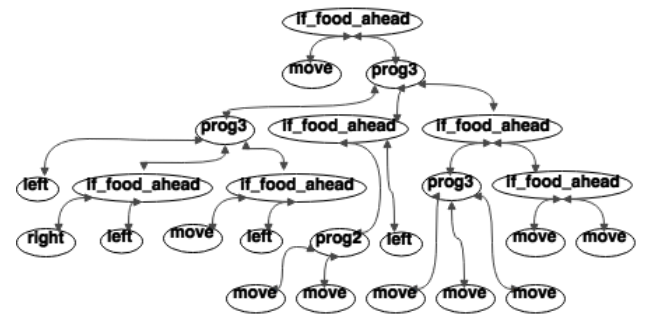 if_food_ahead
move prog3
prog3 if_food_ahead if_food_ahead
left if_food_ahead if_food_ahead prog3 if_food_ahead
right left move left prog2 left move move
move move move move move